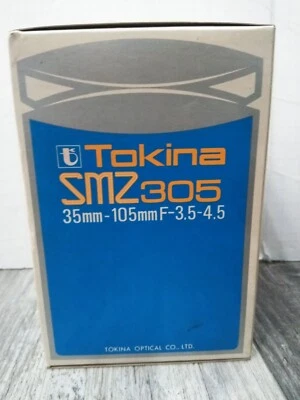 Tokina
SMZ305
35mm-105mm F-3.5-4.5
TOKINA OPTICAL CO., LTD.